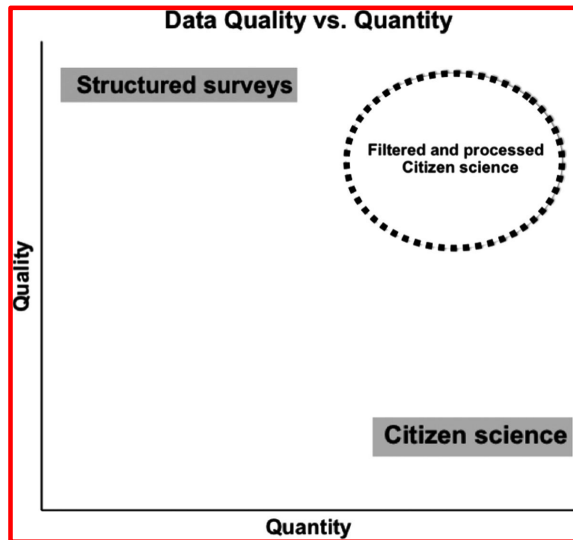 Data Quality vs. Quantity
Structured surveys
Filtered and processed
Citizen science
Quality
Citizen science
Quantity